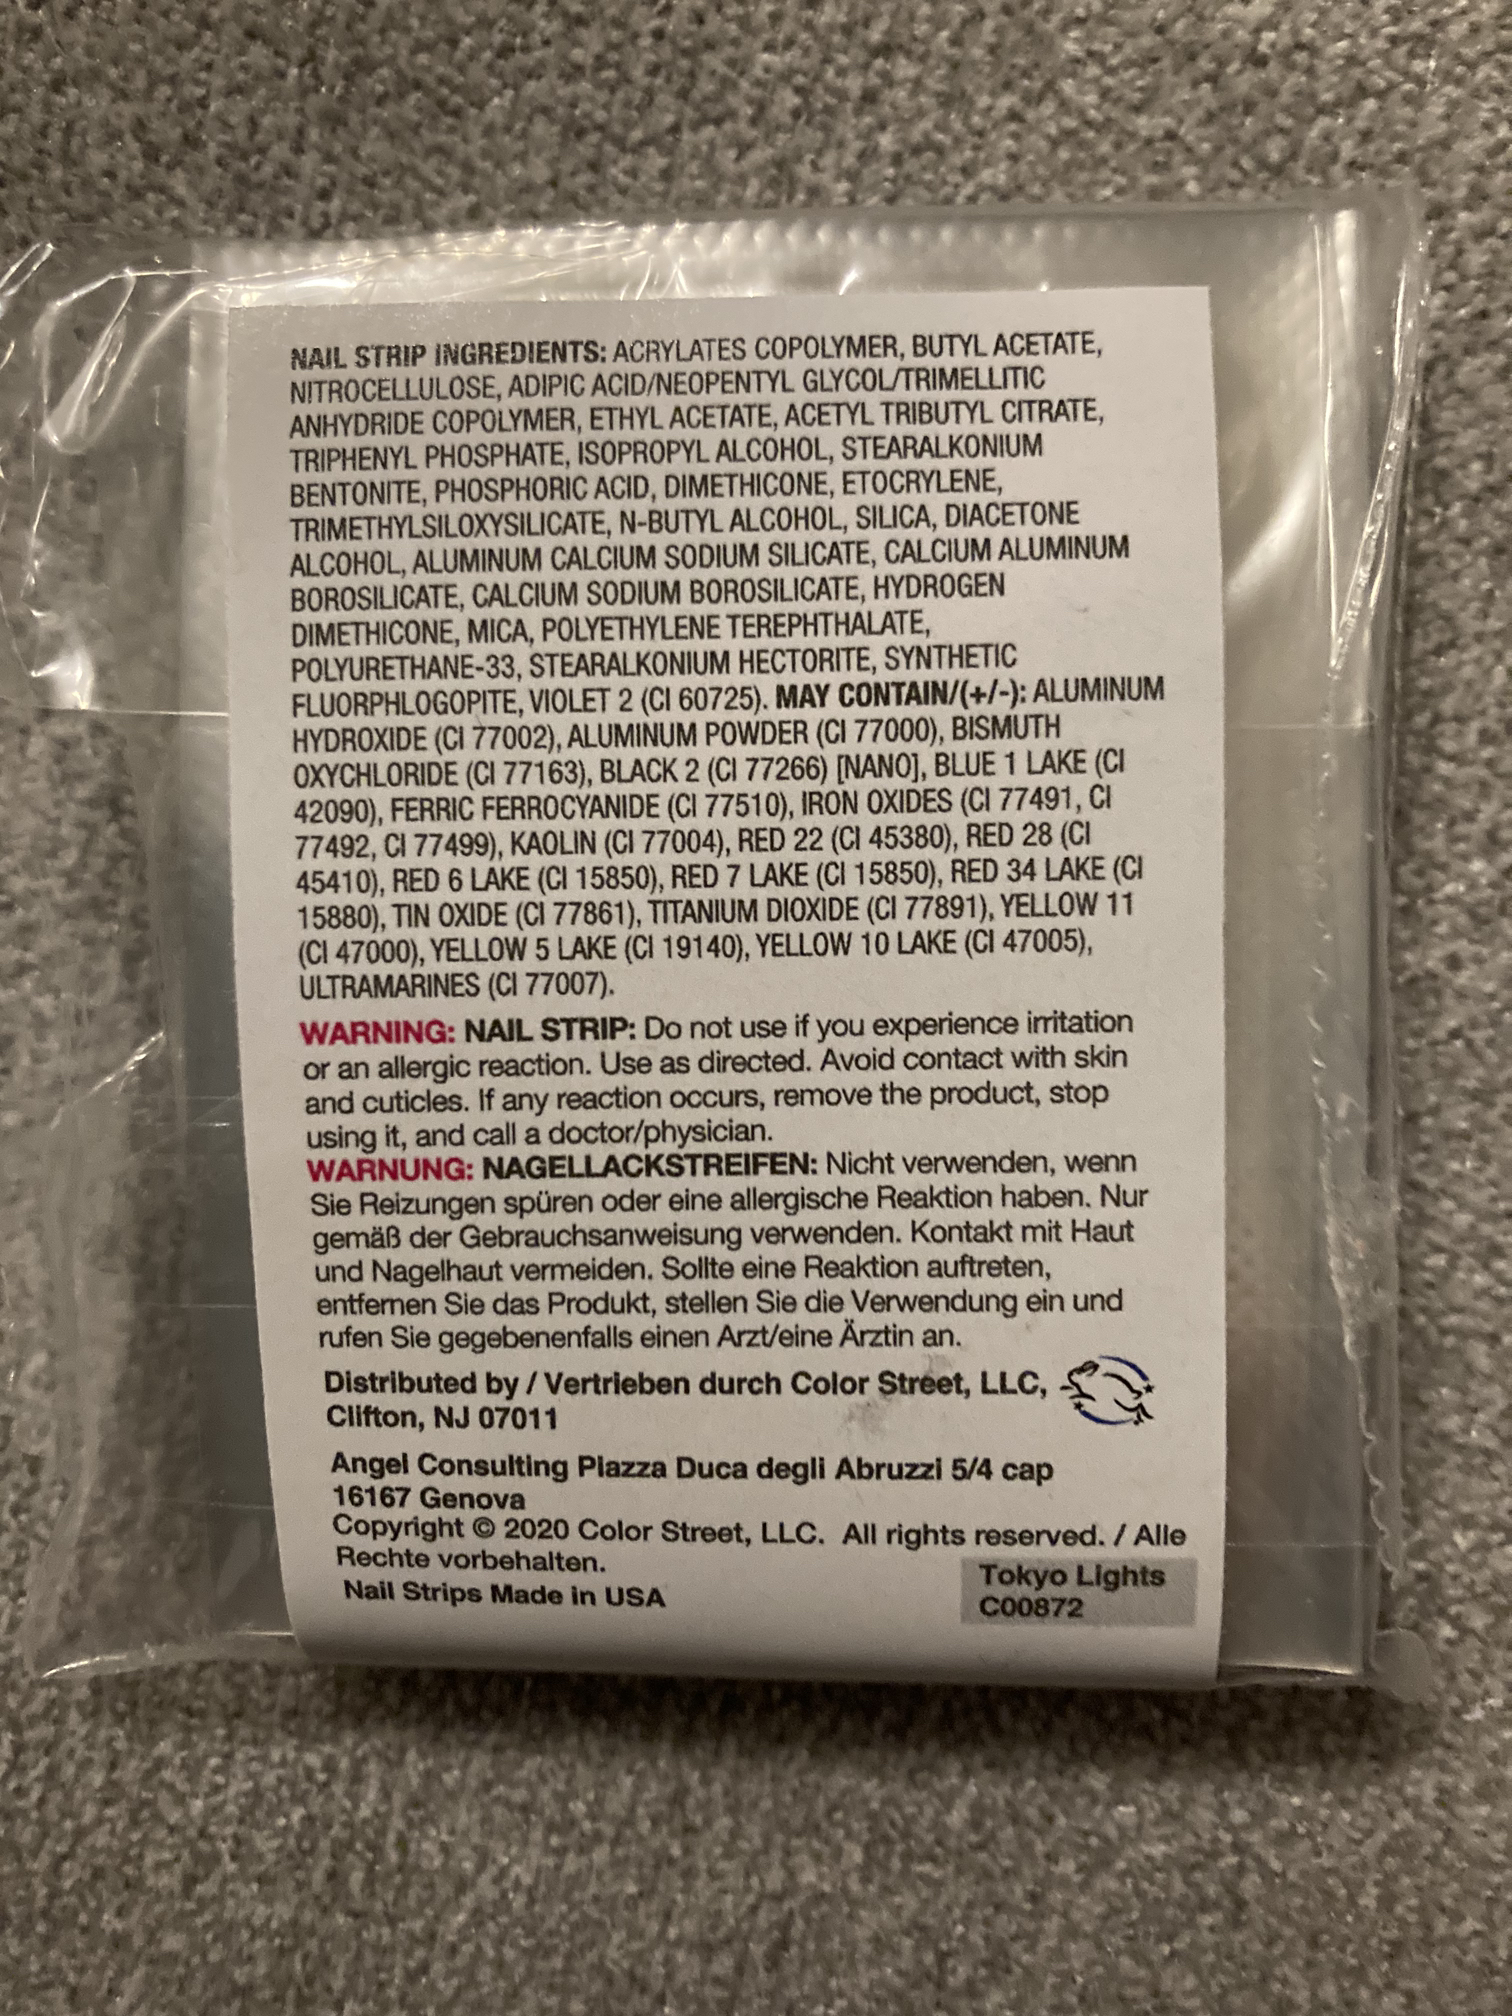 NAIL STRIP INGREDIENTS: ACRYLATES COPOLYMER, BUTYL ACETATE,
NITROCELLULOSE, ADIPIC ACID/NEOPENTYL GLYCOL/TRIMELLITIC
ANHYDRIDE COPOLYMER, ETHYL ACETATE, ACETYL TRIBUTYL CITRATE,
TRIPHENYL PHOSPHATE, ISOPROPYL ALCOHOL, STEARALKONIUM
BENTONITE, PHOSPHORIC ACID, DIMETHICONE, ETOCRYLENE,
TRIMETHYLSILOXYSILICATE, N-BUTYL ALCOHOL, SILICA, DIACETONE
ALCOHOL, ALUMINUM CALCIUM SODIUM SILICATE, CALCIUM ALUMINUM
BOROSILICATE, CALCIUM SODIUM BOROSILICATE, HYDROGEN
DIMETHICONE, MICA, POLYETHYLENE TEREPHTHALATE,
POLYURETHANE-33, STEARALKONIUM HECTORITE, SYNTHETIC
FLUORPHLOGOPITE, VIOLET 2 (CI 60725). MAY CONTAIN/(+/-): ALUMINUM
HYDROXIDE (CI 77002), ALUMINUM POWDER (CI 77000), BISMUTH
OXYCHLORIDE (CI 77163), BLACK 2 (CI 77266) [NANO], BLUE 1 LAKE (CI
42090), FERRIC FERROCYANIDE (CI 77510), IRON OXIDES (CI 77491, CI
77492, CI 77499), KAOLIN (CI 77004), RED 22 (CI 45380), RED 28 (CI
45410), RED 6 LAKE (CI 15850), RED 7 LAKE (CI 15850), RED 34 LAKE (CI
15880), TIN OXIDE (CI 77861), TITANIUM DIOXIDE (CI 77891), YELLOW 11
(CI 47000), YELLOW 5 LAKE (CI 19140), YELLOW 10 LAKE (CI 47005),
ULTRAMARINES (CI 77007).
WARNING: NAIL STRIP: Do not use if you experience irritation
or an allergic reaction. Use as directed. Avoid contact with skin
and cuticles. If any reaction occurs, remove the product, stop
using it, and call a doctor/physician.
WARNUNG: NAGELLACKSTREIFEN: Nicht verwenden, wenn
Sie Reizungen spüren oder eine allergische Reaktion haben. Nur
gemäß der Gebrauchsanweisung verwenden. Kontakt mit Haut
und Nagelhaut vermeiden. Sollte eine Reaktion auftreten,
entfernen Sie das Produkt, stellen Sie die Verwendung ein und
rufen Sie gegebenenfalls einen Arzt/eine Ärztin an.
Distributed by / Vertrieben durch Color Street, LLC,
Clifton, NJ 07011
Angel Consulting Piazza Duca degli Abruzzi 5/4 cap
16167 Genova
Copyright © 2020 Color Street, LLC. All rights reserved. / Alle
Rechte vorbehalten.
Nail Strips Made in USA
Tokyo Lights
C00872